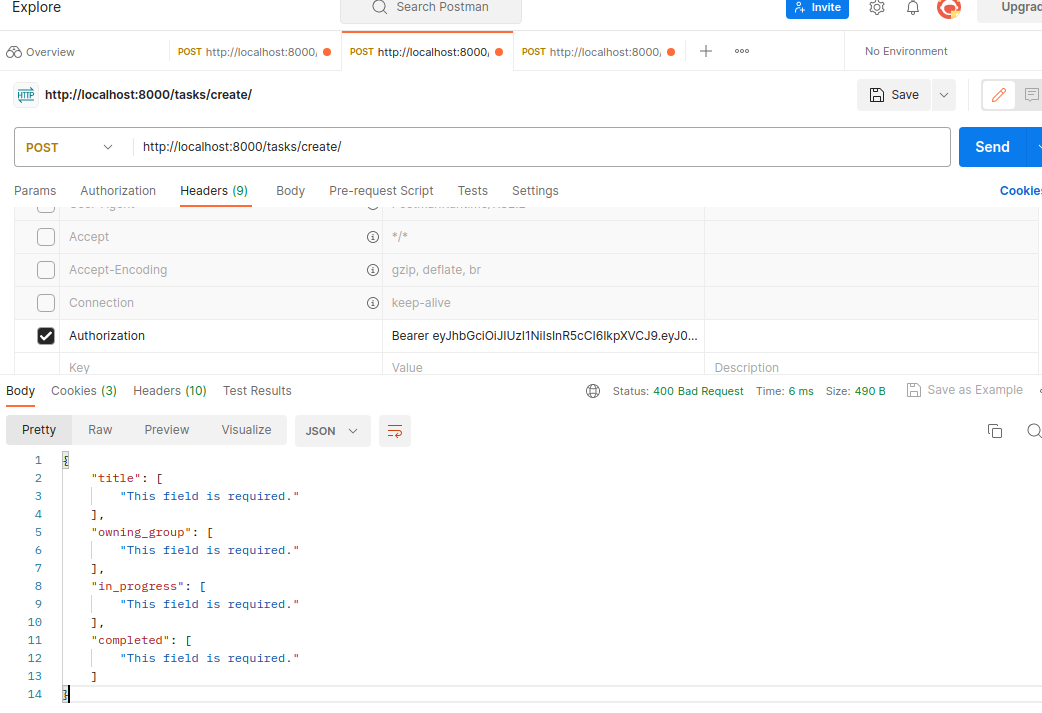 Explore
Search Postman
Invite
Overview
POST http://localhost:8000/
POST http://localhost:8000/
POST http://localhost:8000/
No Environment
HTTP
http://localhost:8000/tasks/create/
Save
POST
http://localhost:8000/tasks/create/
Send
Params
Authorization
Headers (9)
Body
Pre-request Script
Tests
Settings
Cookies
Accept
*/*
Accept-Encoding
gzip, deflate, br
Connection
keep-alive
Authorization
Key
Value
Description
Body
Cookies (3)
Headers (10)
Test Results
Status: 400 Bad Request
Time: 6 ms
Size: 490 B
Save as Example
Pretty
Raw
Preview
Visualize
JSON
1 {
2 "title": [
3 "This field is required."
4 ],
5 "owning_group": [
6 "This field is required."
7 ],
8 "in_progress": [
9 "This field is required."
10 ],
11 "completed": [
12 "This field is required."
13 ]
14 }